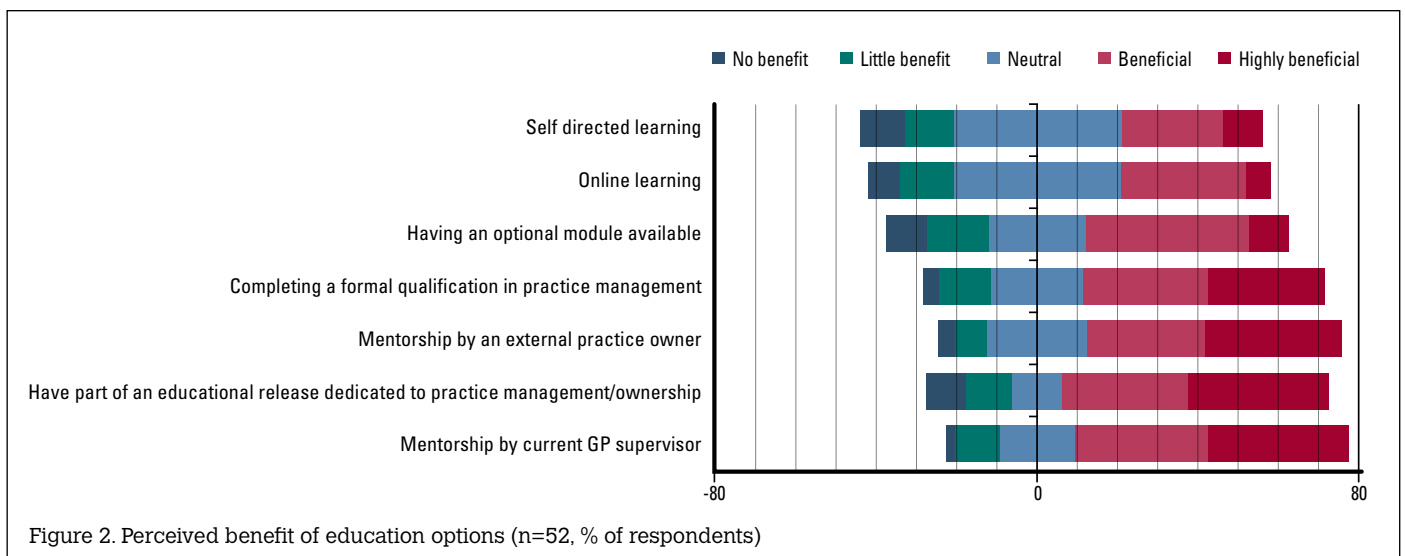 No benefit Little benefit Neutral Beneficial Highly beneficial
Self directed learning
Online learning
Having an optional module available
Completing a formal qualification in practice management
Mentorship by an external practice owner
Have part of an educational release dedicated to practice management/ownership
Mentorship by current GP supervisor
-80 0 80
Figure 2. Perceived benefit of education options (n=52, % of respondents)